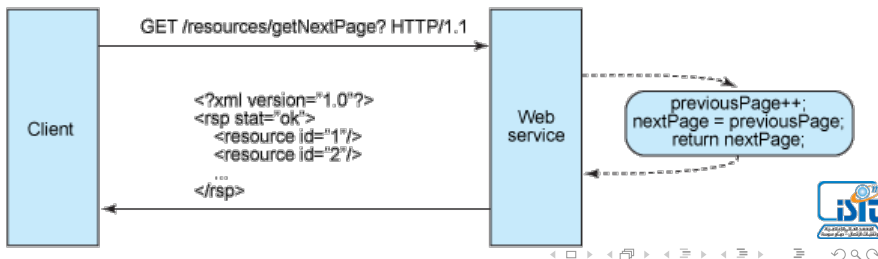 GET /resources/getNextPage? HTTP/1.1
Client
<?xml version="1.0"?>
<rsp stat="ok">
<resource id="1"/>
<resource id="2"/>
...
</rsp>
Web
service
previousPage++;
nextPage = previousPage;
return nextPage;